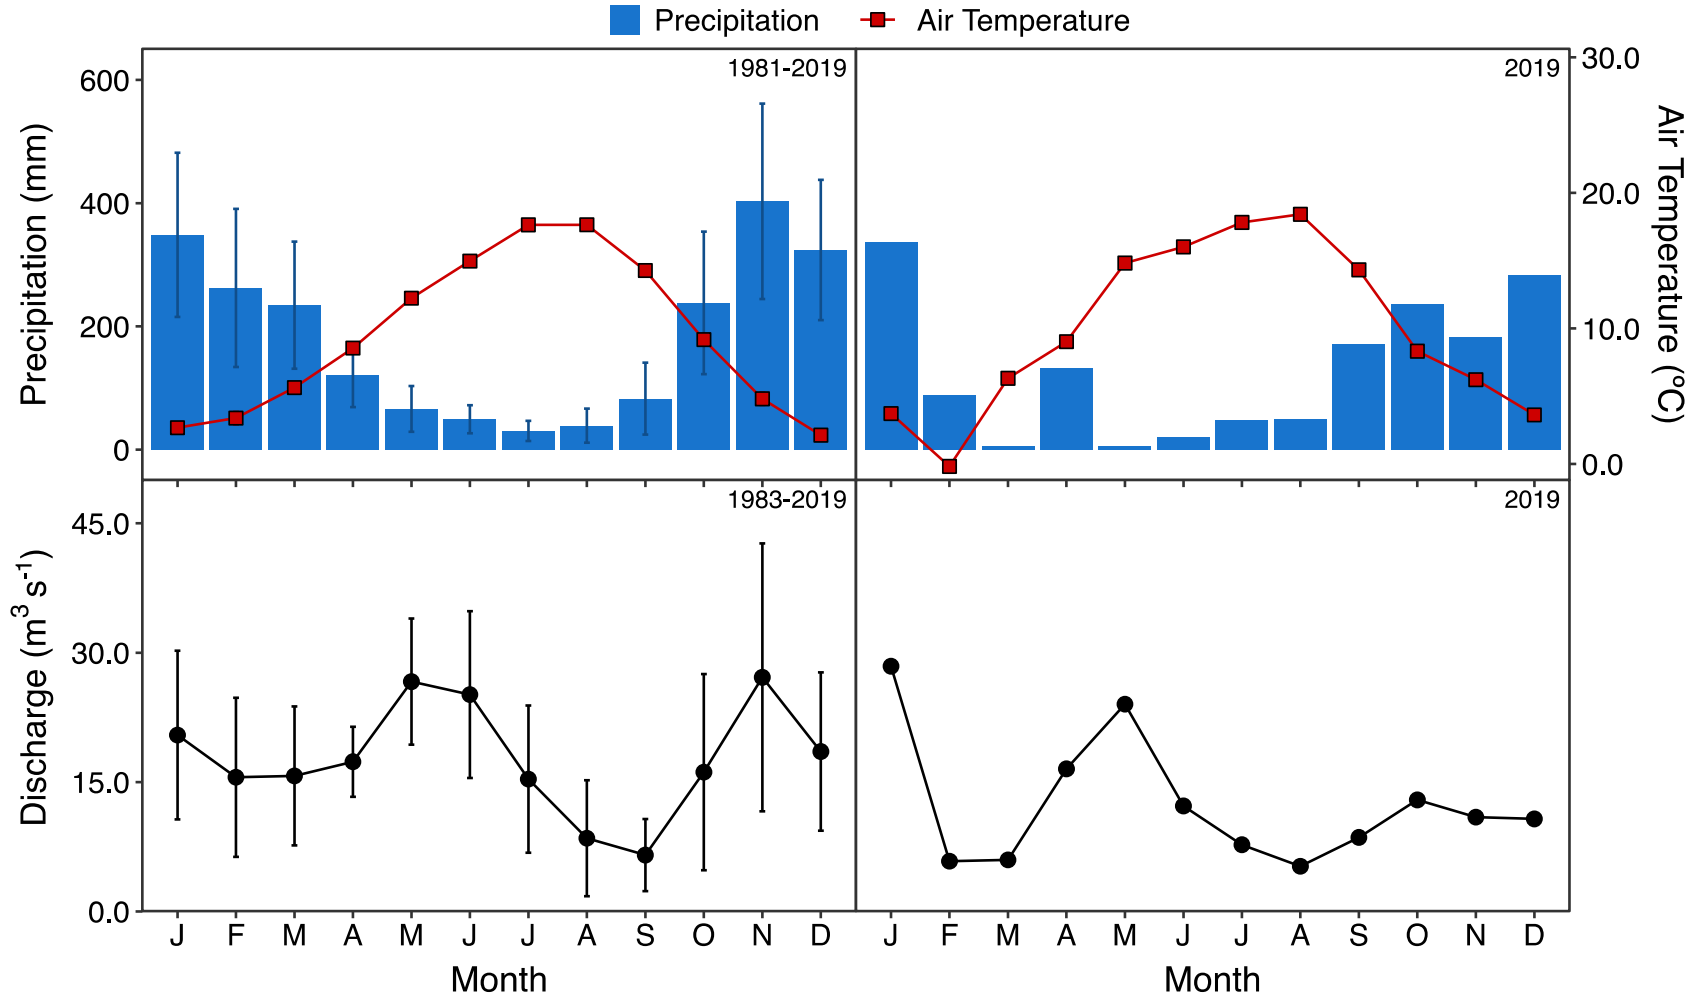 Precipitation Air Temperature
1981-2019
2019
Precipitation (mm)
600
400
200
0
30.0
20.0
10.0
0.0
Air Temperature (ºC)
1983-2019
2019
Discharge (m³ s⁻¹)
45.0
30.0
15.0
0.0
J F M A M J J A S O N D
J F M A M J J A S O N D
Month
Month